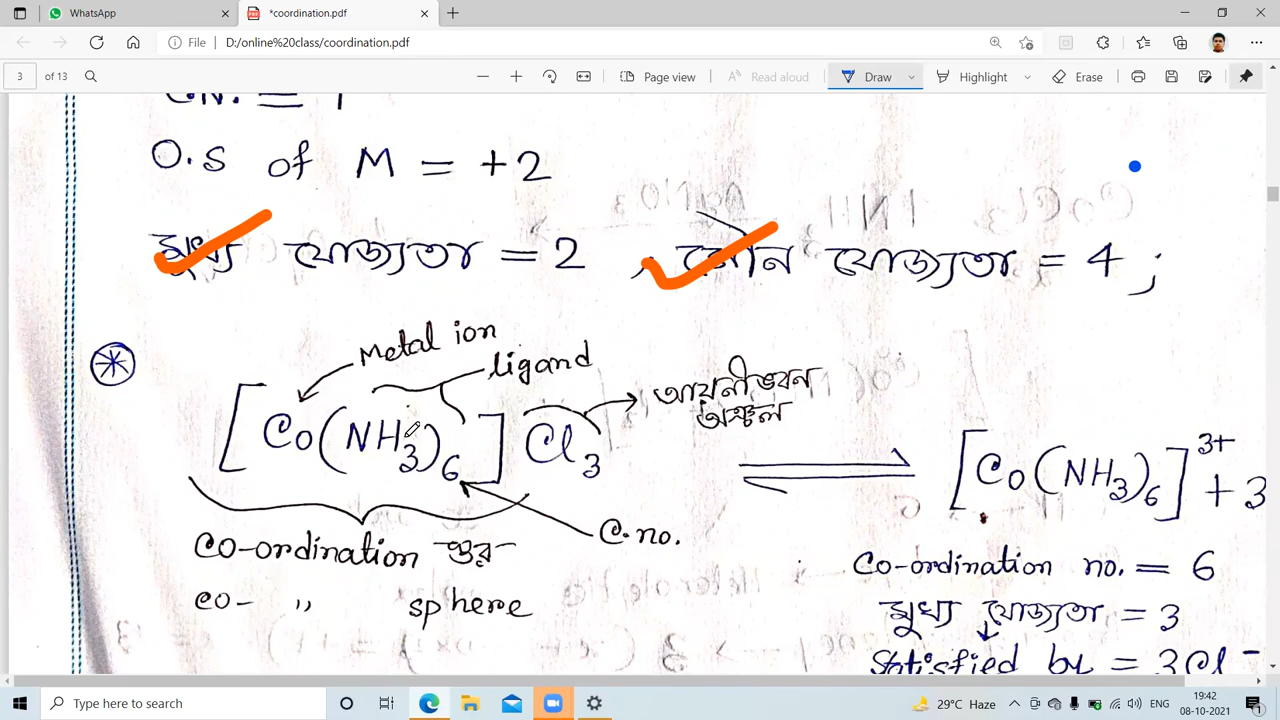 WhatsApp
*coordination.pdf
File D:/online%20class/coordination.pdf
3 of 13
Page view
Read aloud
Draw
Highlight
Erase
O.S of M = +2
মুখ্য যোজ্যতা = 2 , গৌন যোজ্যতা = 4 ;
Metal ion
ligand
আয়নীভবন
অঞ্চল
[Co(NH3)6]Cl3 ⇌ [Co(NH3)6]3+ + 3
C.no.
Co-ordination স্তর
Co-ordination no. = 6
co- " sphere
মুখ্য যোজ্যতা = 3
Satisfied by = 3Cl-
Type here to search
29°C Haze
ENG
19:42
08-10-2021